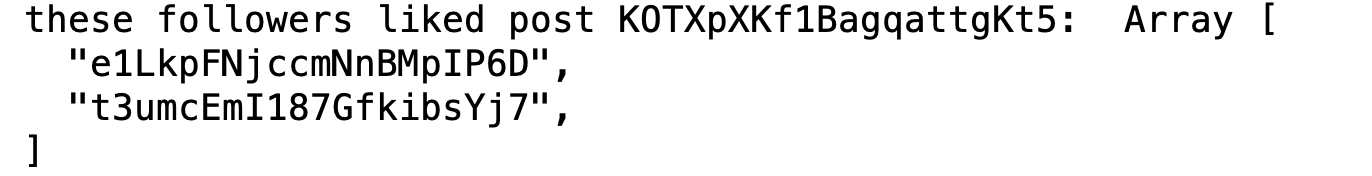 these followers liked post KOTXpXKf1BagqattgKt5:  Array [
  "e1LkpFNjccmNnBMpIP6D",
  "t3umcEmI187GfkibsYj7",
]